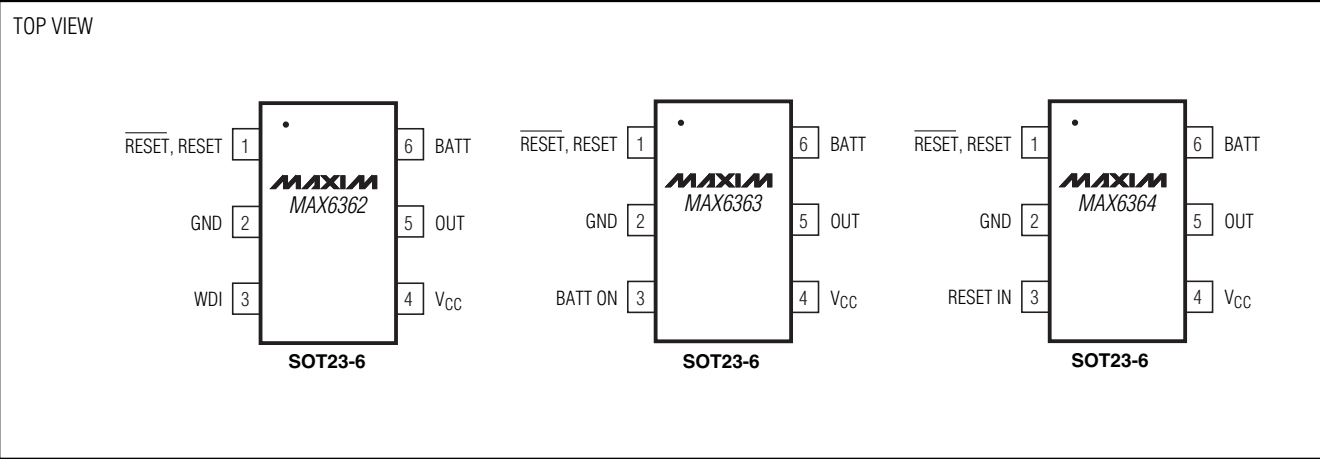 TOP VIEW
RESET, RESET 1
GND 2
WDI 3
MAXIM
MAX6362
6 BATT
5 OUT
4 VCC
SOT23-6
RESET, RESET 1
GND 2
BATT ON 3
MAXIM
MAX6363
6 BATT
5 OUT
4 VCC
SOT23-6
RESET, RESET 1
GND 2
RESET IN 3
MAXIM
MAX6364
6 BATT
5 OUT
4 VCC
SOT23-6